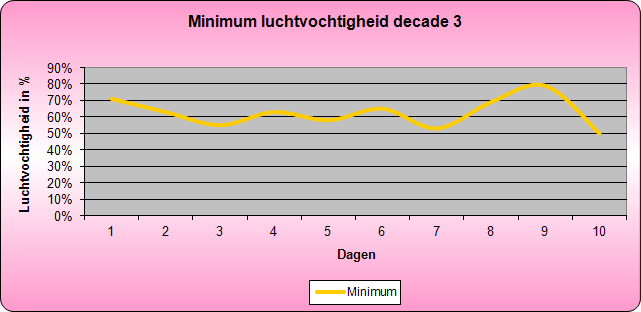 Minimum luchtvochtigheid decade 3
Luchtvochtigheid in %
90%
80%
70%
60%
50%
40%
30%
20%
10%
0%
1 2 3 4 5 6 7 8 9 10
Dagen
Minimum